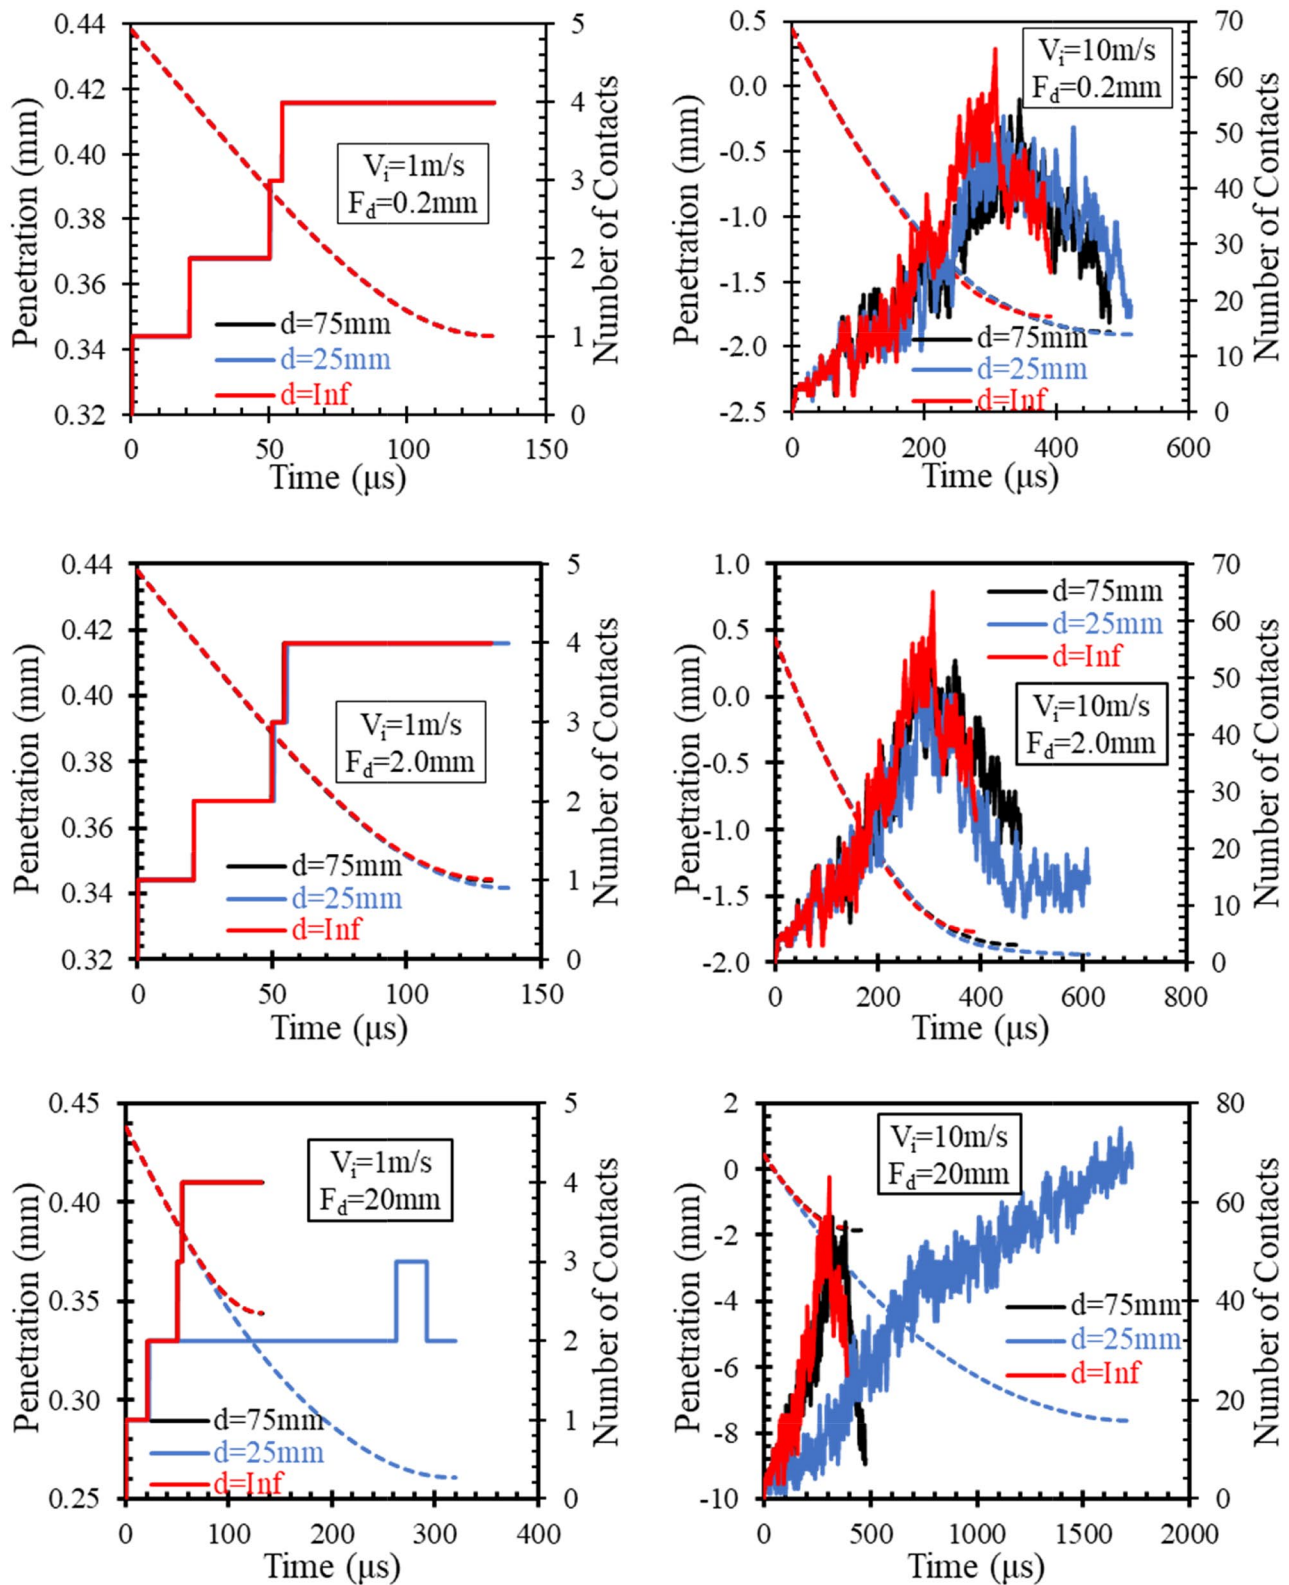 0.44
0.42
0.40
0.38
0.36
0.34
0.32
Penetration (mm)
5
4
3
2
1
0
Number of Contacts
Vi=1m/s
Fd=0.2mm
d=75mm
d=25mm
d=Inf
0 50 100 150
Time (μs)
0.5
0.0
-0.5
-1.0
-1.5
-2.0
-2.5
Penetration (mm)
70
60
50
40
30
20
10
0
Number of Contacts
Vi=10m/s
Fd=0.2mm
d=75mm
d=25mm
d=Inf
0 200 400 600
Time (μs)
0.44
0.42
0.40
0.38
0.36
0.34
0.32
Penetration (mm)
5
4
3
2
1
0
Number of Contacts
Vi=1m/s
Fd=2.0mm
d=75mm
d=25mm
d=Inf
0 50 100 150
Time (μs)
1.0
0.5
0.0
-0.5
-1.0
-1.5
-2.0
Penetration (mm)
70
60
50
40
30
20
10
0
Number of Contacts
d=75mm
d=25mm
d=Inf
Vi=10m/s
Fd=2.0mm
0 200 400 600 800
Time (μs)
0.45
0.40
0.35
0.30
0.25
Penetration (mm)
5
4
3
2
1
0
Number of Contacts
Vi=1m/s
Fd=20mm
d=75mm
d=25mm
d=Inf
0 100 200 300 400
Time (μs)
2
0
-2
-4
-6
-8
-10
Penetration (mm)
80
60
40
20
0
Number of Contacts
Vi=10m/s
Fd=20mm
d=75mm
d=25mm
d=Inf
0 500 1000 1500 2000
Time (μs)